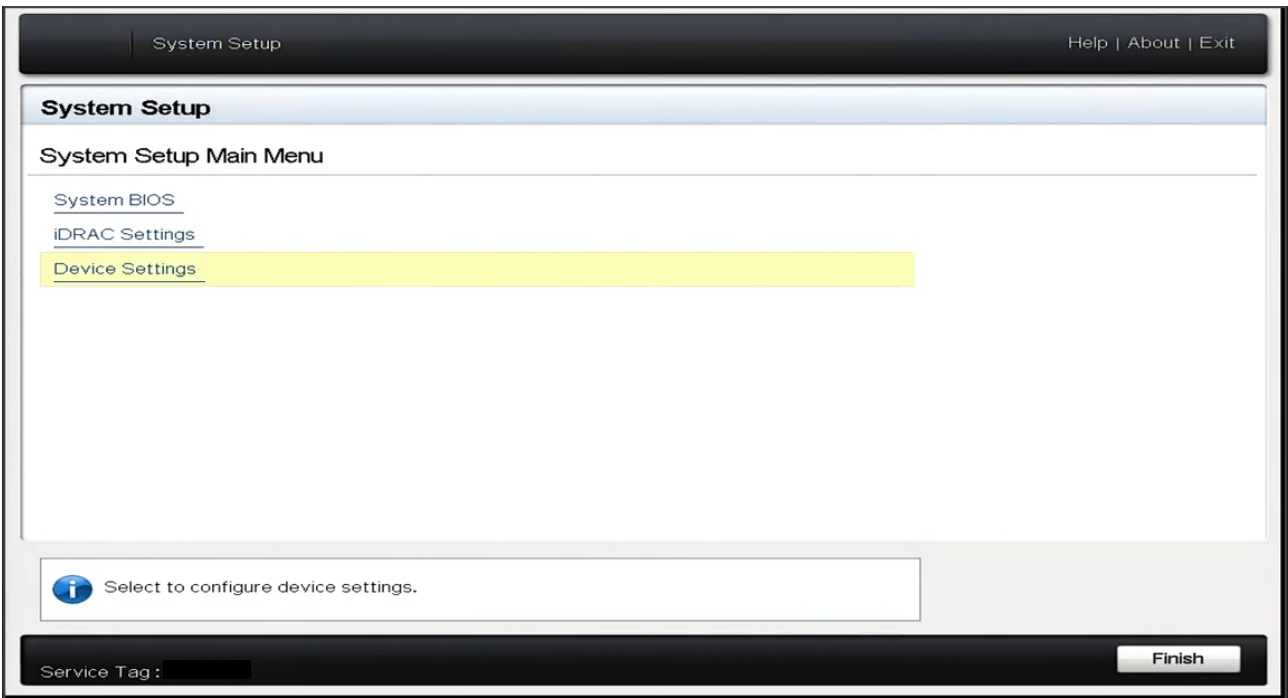 System Setup
Help | About | Exit
System Setup
System Setup Main Menu
System BIOS
iDRAC Settings
Device Settings
Select to configure device settings.
Service Tag :
Finish